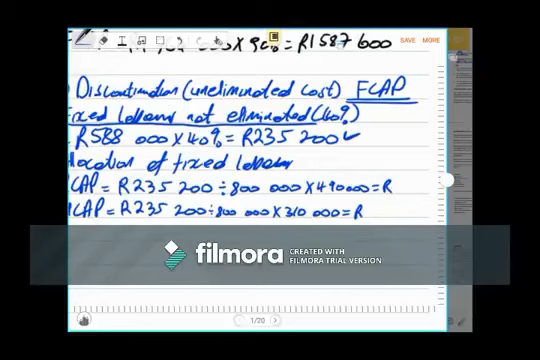 000 X 90% = R1 587 600
SAVE MORE
Discontinuation (uneliminated cost) FCAP
Fixed labour not eliminated (40%)
R588 000 X 40% = R235 200 ✓
location of fixed labour
CAP = R235 200 ÷ 800 000 X 490 000 = R
CAP = R235 200 ÷ 800 000 X 310 000 = R
filmora CREATED WITH
FILMORA TRIAL VERSION
1/20